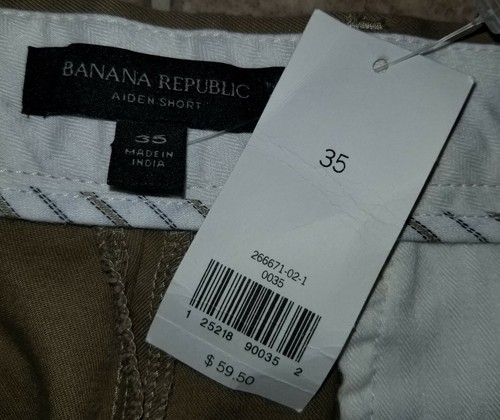 BANANA REPUBLIC
AIDEN SHORT
35
MADE IN
INDIA
35
266671-02-1
0035
1 25218 90035 2
$ 59.50